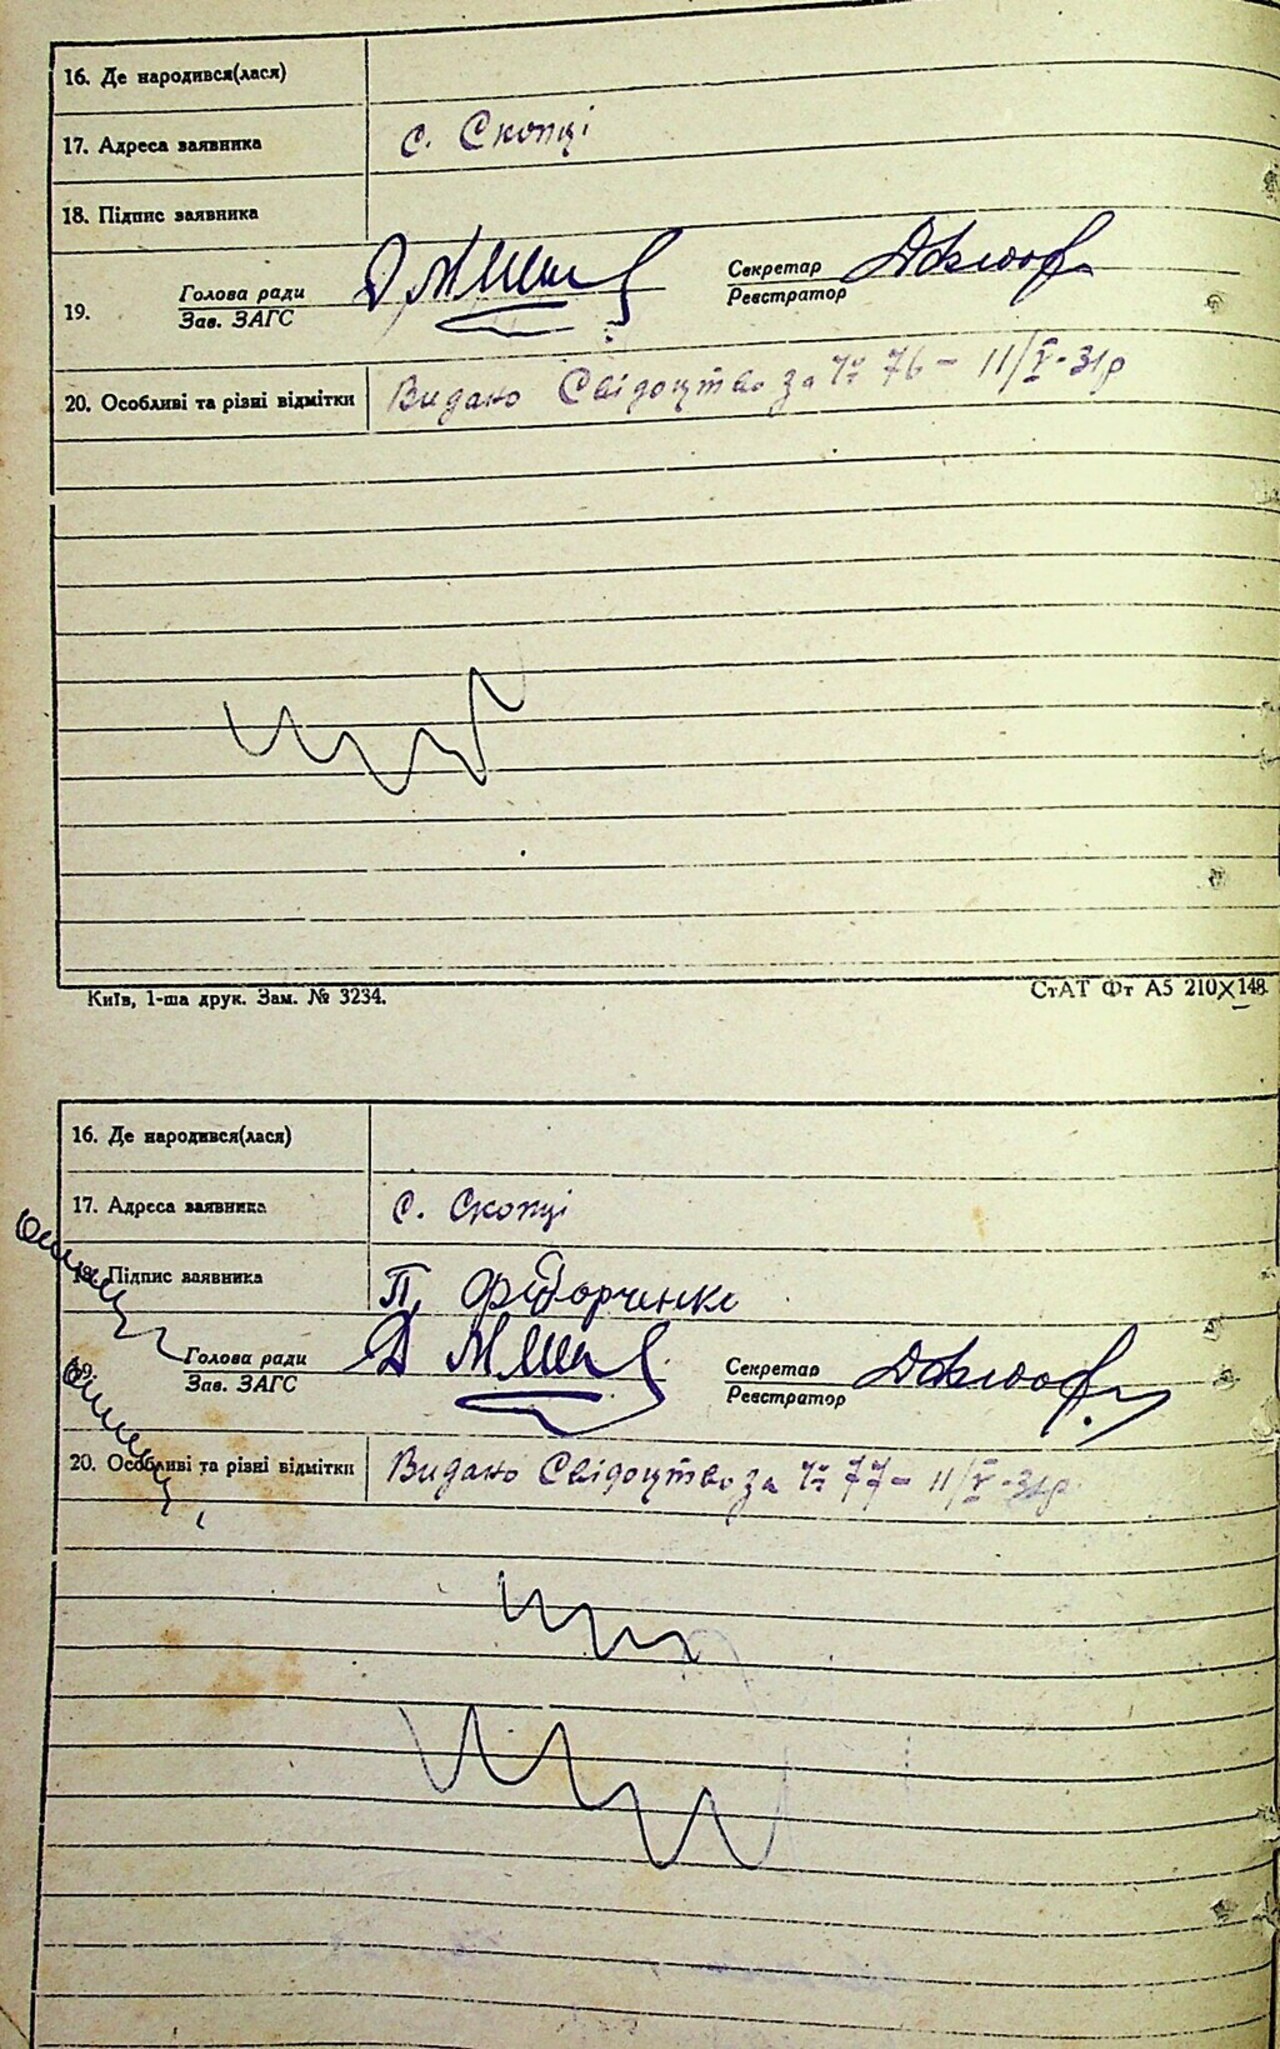 16. Де народився(лася)
17. Адреса заявника с. Скопці
18. Підпис заявника
Голова ради Секретар
19. Зав. ЗАГС Реєстратор
20. Особливі та різні відмітки Видано Свідоцтво за № 76 - 11/V-31р
Київ, 1-ша друк. Зам. № 3234. СтАТ Фт А5 210X148.
16. Де народився(лася)
17. Адреса заявника с. Скопці
18. Підпис заявника П. Федорченко
Голова ради Секретар
19. Зав. ЗАГС Реєстратор
20. Особливі та різні відмітки Видано Свідоцтво за № 77 - 11/V-31р.